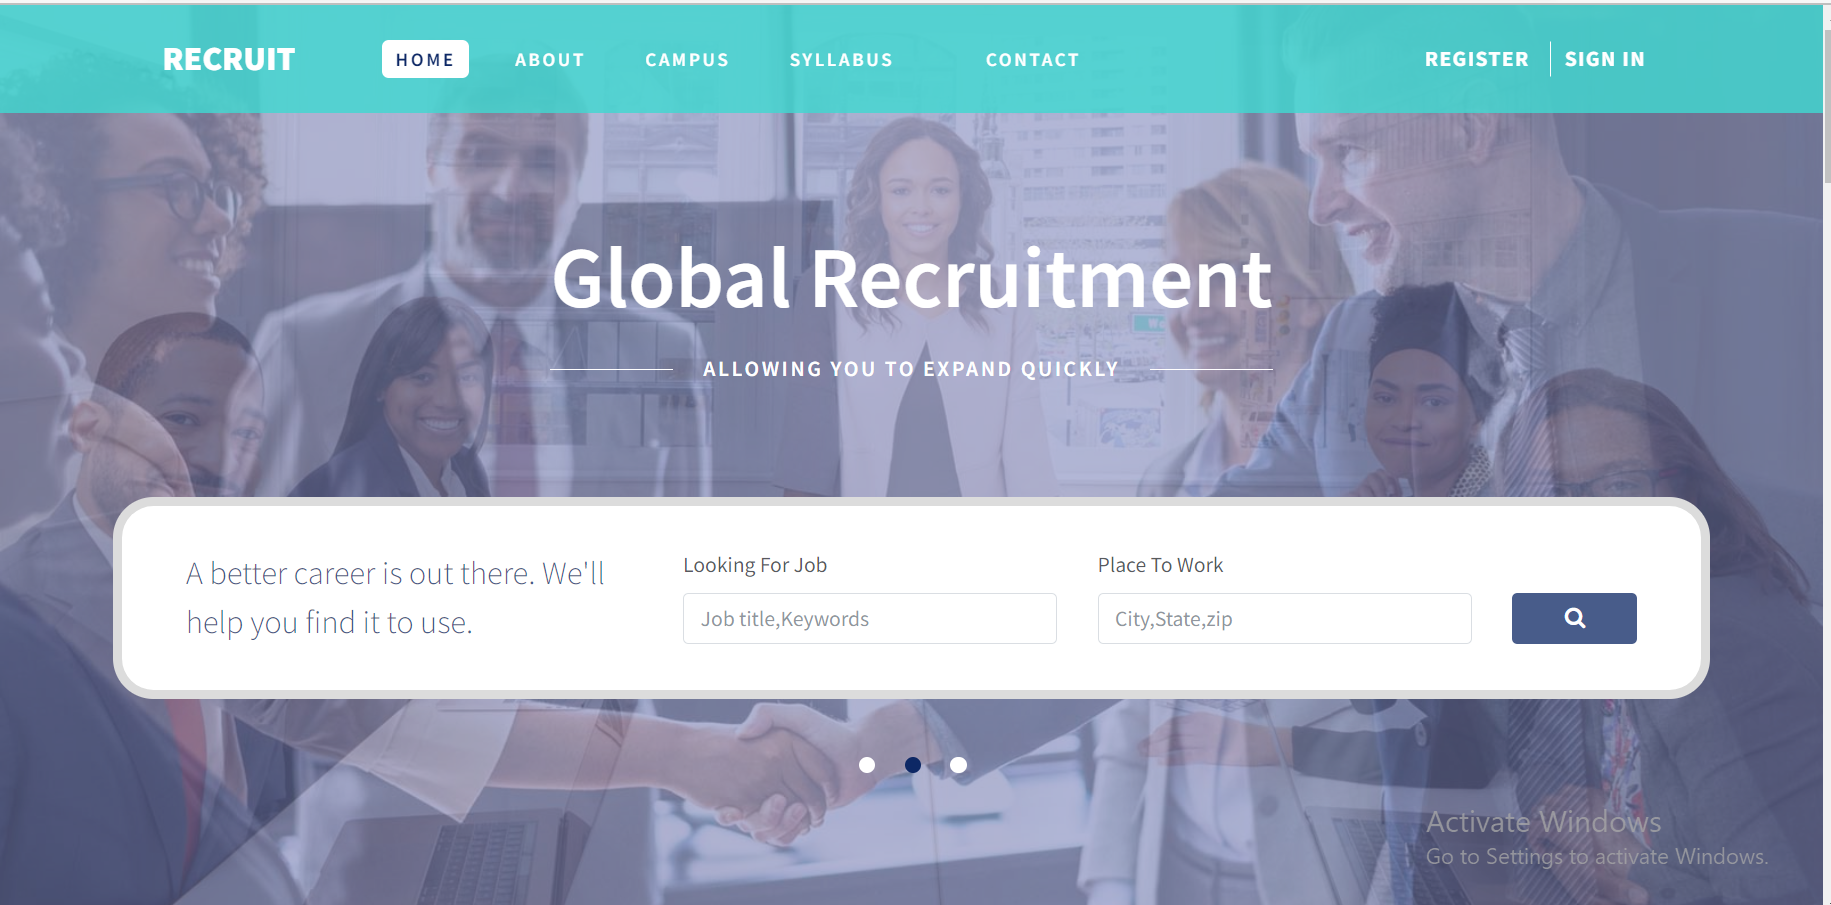 RECRUIT
HOME
ABOUT
CAMPUS
SYLLABUS
CONTACT
REGISTER
SIGN IN
Global Recruitment
ALLOWING YOU TO EXPAND QUICKLY
A better career is out there. We'll
help you find it to use.
Looking For Job
Job title,Keywords
Place To Work
City,State,zip
Activate Windows
Go to Settings to activate Windows.